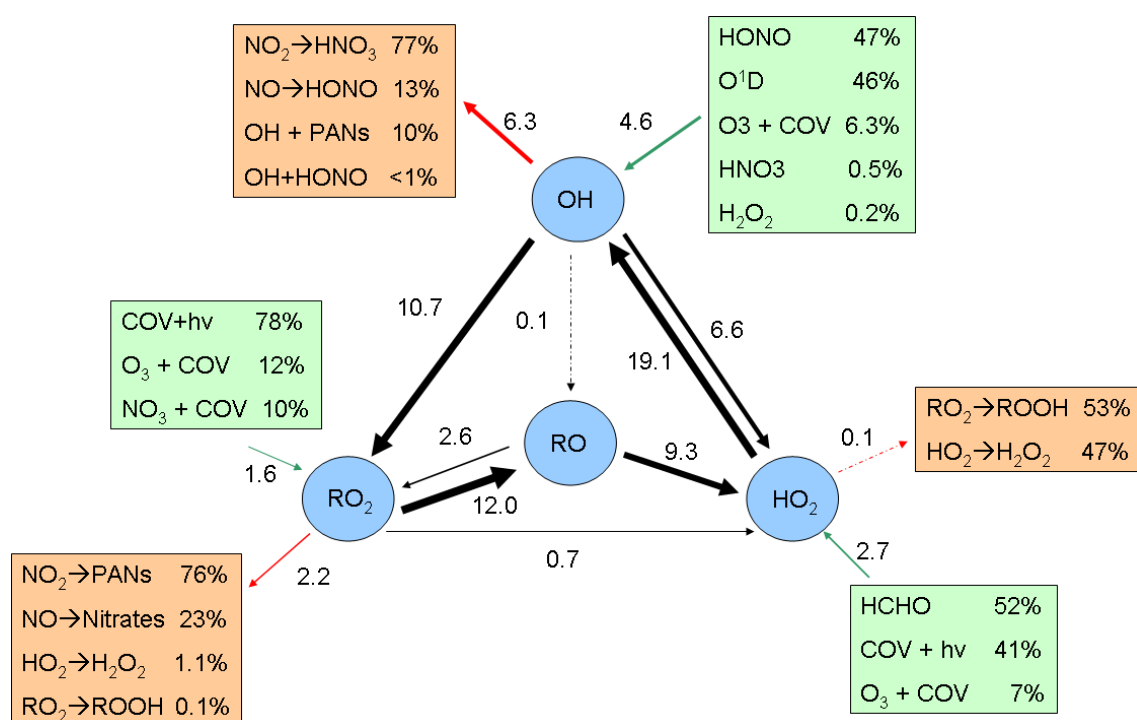 NO₂→HNO₃ 77%
NO→HONO 13%
OH + PANs 10%
OH+HONO <1%
HONO 47%
O¹D 46%
O3 + COV 6.3%
HNO3 0.5%
H₂O₂ 0.2%
6.3
4.6
OH
COV+hv 78%
O₃ + COV 12%
NO₃ + COV 10%
10.7
0.1
6.6
19.1
RO₂→ROOH 53%
HO₂→H₂O₂ 47%
1.6
2.6
RO
9.3
0.1
RO₂
12.0
HO₂
0.7
2.2
2.7
NO₂→PANs 76%
NO→Nitrates 23%
HO₂→H₂O₂ 1.1%
RO₂→ROOH 0.1%
HCHO 52%
COV + hv 41%
O₃ + COV 7%